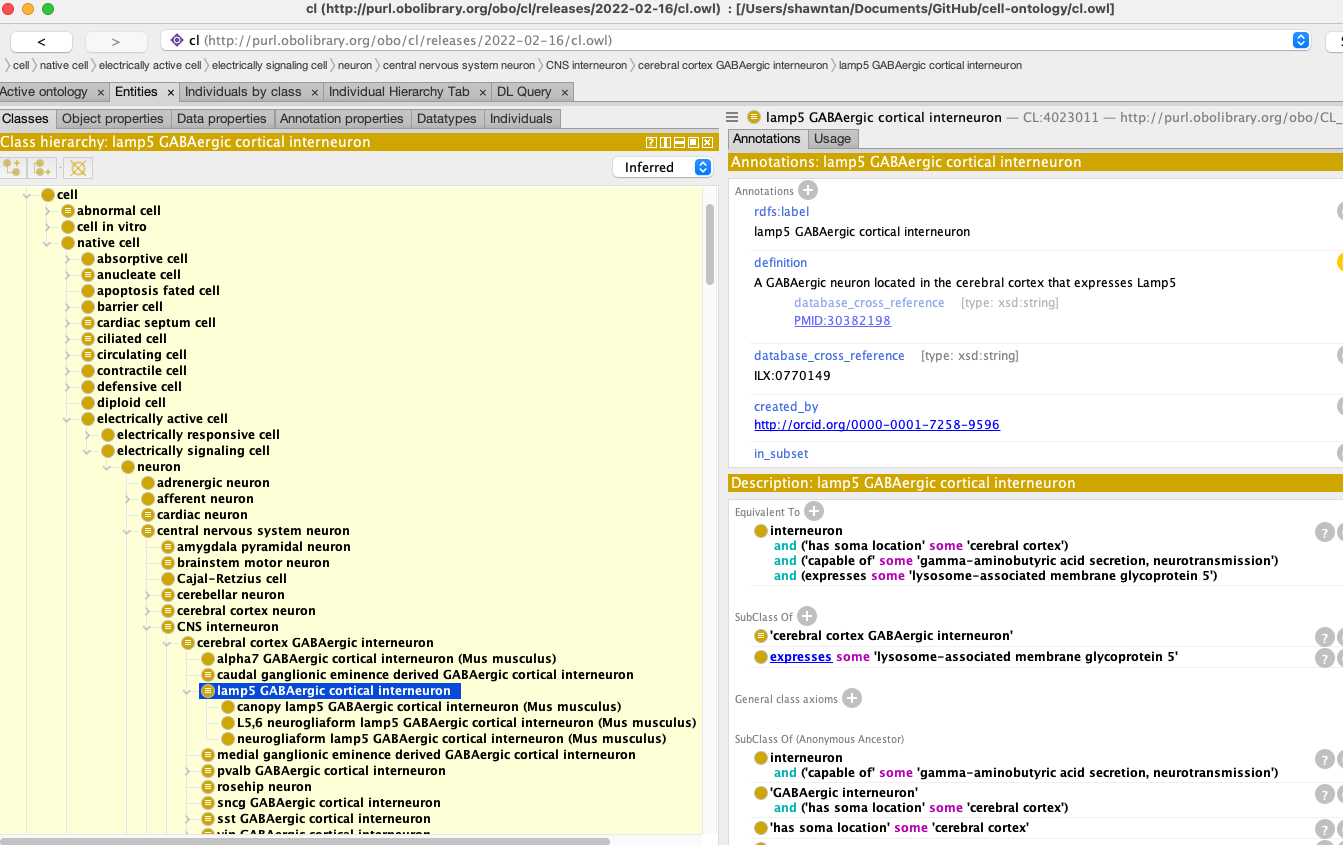 cl (http://purl.obolibrary.org/obo/cl/releases/2022-02-16/cl.owl) : [/Users/shawntan/Documents/GitHub/cell-ontology/cl.owl]
< > cl (http://purl.obolibrary.org/obo/cl/releases/2022-02-16/cl.owl)
cell native cell electrically active cell electrically signaling cell neuron central nervous system neuron CNS interneuron cerebral cortex GABAergic interneuron lamp5 GABAergic cortical interneuron
Active ontology × Entities × Individuals by class × Individual Hierarchy Tab × DL Query ×
Classes Object properties Data properties Annotation properties Datatypes Individuals
Class hierarchy: lamp5 GABAergic cortical interneuron
Inferred
cell
abnormal cell
cell in vitro
native cell
absorptive cell
anucleate cell
apoptosis fated cell
barrier cell
cardiac septum cell
ciliated cell
circulating cell
contractile cell
defensive cell
diploid cell
electrically active cell
electrically responsive cell
electrically signaling cell
neuron
adrenergic neuron
afferent neuron
cardiac neuron
central nervous system neuron
amygdala pyramidal neuron
brainstem motor neuron
Cajal-Retzius cell
cerebellar neuron
cerebral cortex neuron
CNS interneuron
cerebral cortex GABAergic interneuron
alpha7 GABAergic cortical interneuron (Mus musculus)
caudal ganglionic eminence derived GABAergic cortical interneuron
lamp5 GABAergic cortical interneuron
canopy lamp5 GABAergic cortical interneuron (Mus musculus)
L5,6 neurogliaform lamp5 GABAergic cortical interneuron (Mus musculus)
neurogliaform lamp5 GABAergic cortical interneuron (Mus musculus)
medial ganglionic eminence derived GABAergic cortical interneuron
pvalb GABAergic cortical interneuron
rosehip neuron
sncg GABAergic cortical interneuron
sst GABAergic cortical interneuron
vip GABAergic cortical interneuron
lamp5 GABAergic cortical interneuron — CL:4023011 — http://purl.obolibrary.org/obo/CL_
Annotations Usage
Annotations: lamp5 GABAergic cortical interneuron
Annotations
rdfs:label
lamp5 GABAergic cortical interneuron
definition
A GABAergic neuron located in the cerebral cortex that expresses Lamp5
database_cross_reference [type: xsd:string]
PMID:30382198
database_cross_reference [type: xsd:string]
ILX:0770149
created_by
http://orcid.org/0000-0001-7258-9596
in_subset
Description: lamp5 GABAergic cortical interneuron
Equivalent To
interneuron
and ('has soma location' some 'cerebral cortex')
and ('capable of' some 'gamma-aminobutyric acid secretion, neurotransmission')
and (expresses some 'lysosome-associated membrane glycoprotein 5')
SubClass Of
'cerebral cortex GABAergic interneuron'
expresses some 'lysosome-associated membrane glycoprotein 5'
General class axioms
SubClass Of (Anonymous Ancestor)
interneuron
and ('capable of' some 'gamma-aminobutyric acid secretion, neurotransmission')
'GABAergic interneuron'
and ('has soma location' some 'cerebral cortex')
'has soma location' some 'cerebral cortex'